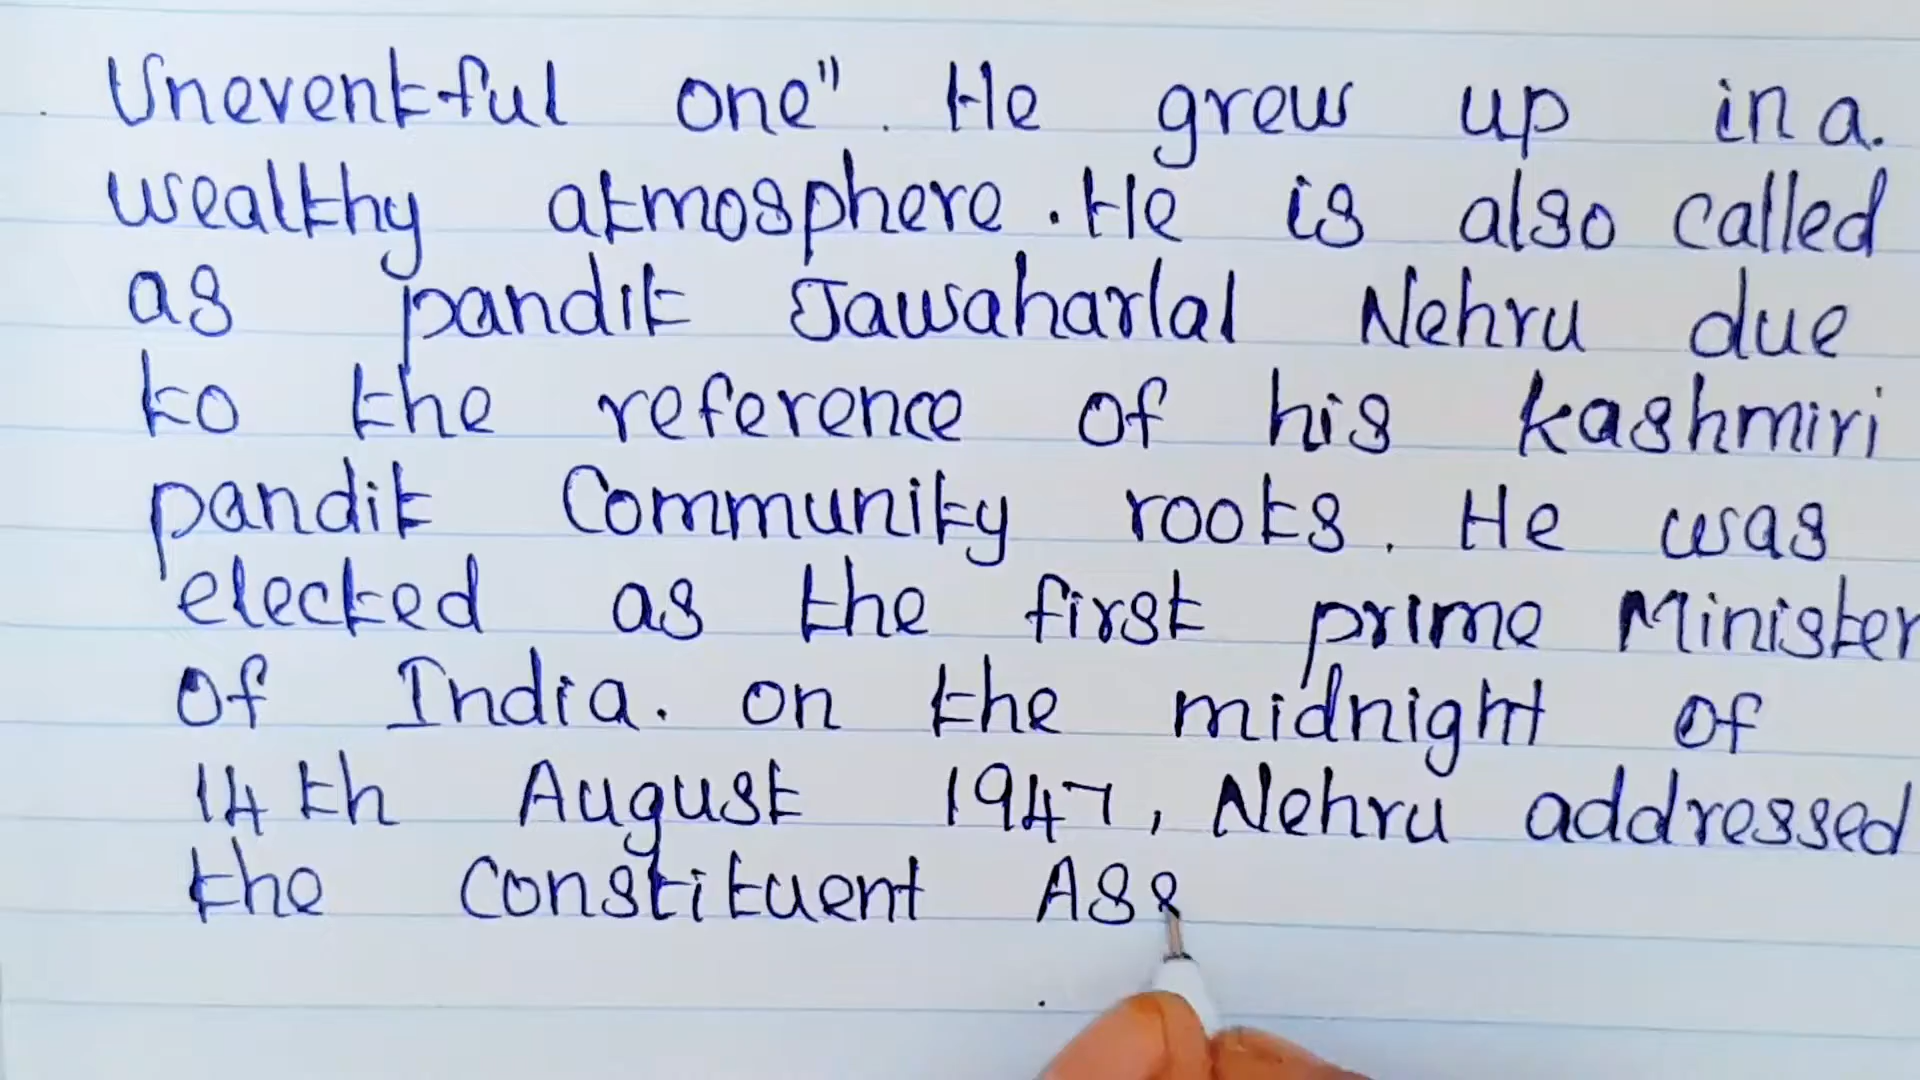 Uneventful one". He grew up in a.
wealthy atmosphere. He is also called
as pandit Jawaharlal Nehru due
to the reference of his kashmiri
pandit Community roots. He was
elected as the first prime Minister
of India. on the midnight of
14th August 1947, Nehru addressed
the Constituent Ass